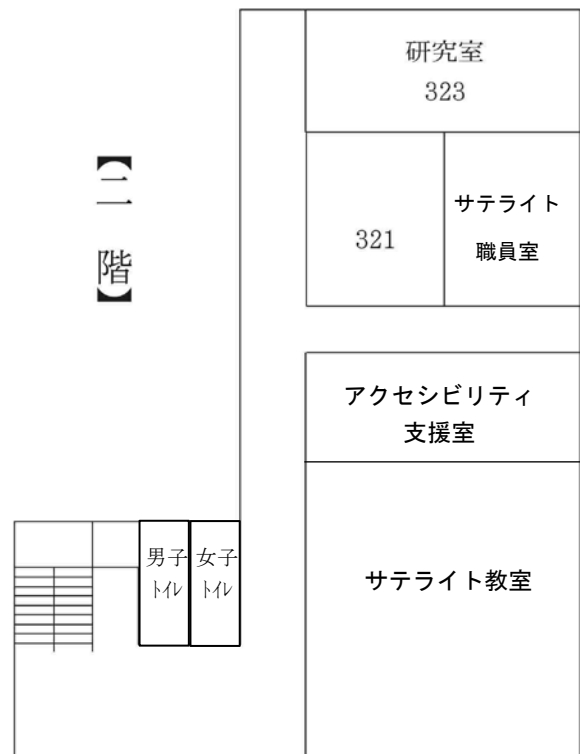 【二階】
研究室
323
321
サテライト
職員室
アクセシビリティ
支援室
男子
トイレ
女子
トイレ
サテライト教室